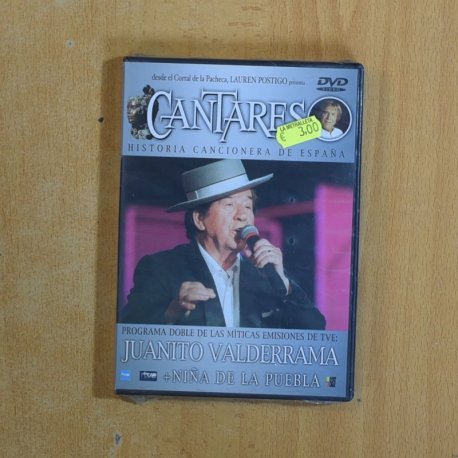 desde el Corral de la Pacheca, LAUREN POSTIGO presenta
DVD
VIDEO
CANTARES
LA METRALLETA
€ 3,00
HISTORIA CANCIONERA DE ESPAÑA
PROGRAMA DOBLE DE LAS MÍTICAS EMISIONES DE TVE:
JUANITO VALDERRAMA
+NIÑA DE LA PUEBLA